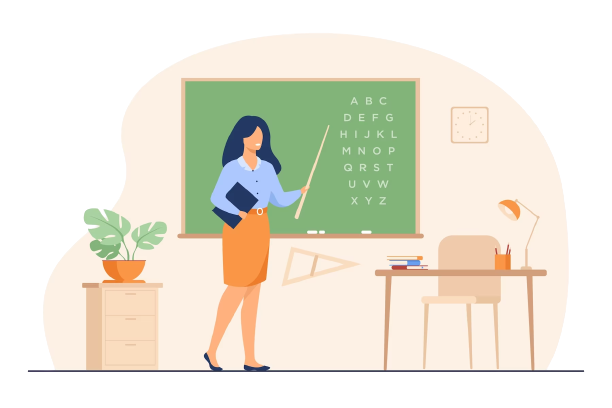 A B C
D E F G
H I J K L
M N O P
Q R S T
U V W
X Y Z